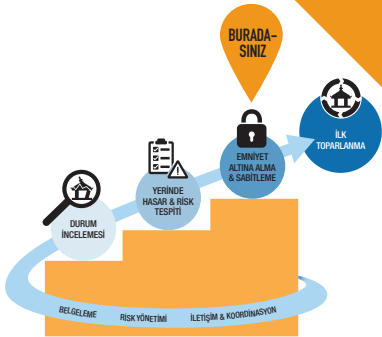 BURADA-
SINIZ
İLK
TOPARLANMA
EMNİYET
ALTINA ALMA
& SABİTLEME
YERİNDE
HASAR & RİSK
TESPİTİ
DURUM
İNCELEMESİ
BELGELEME RİSK YÖNETİMİ İLETİŞİM & KOORDİNASYON